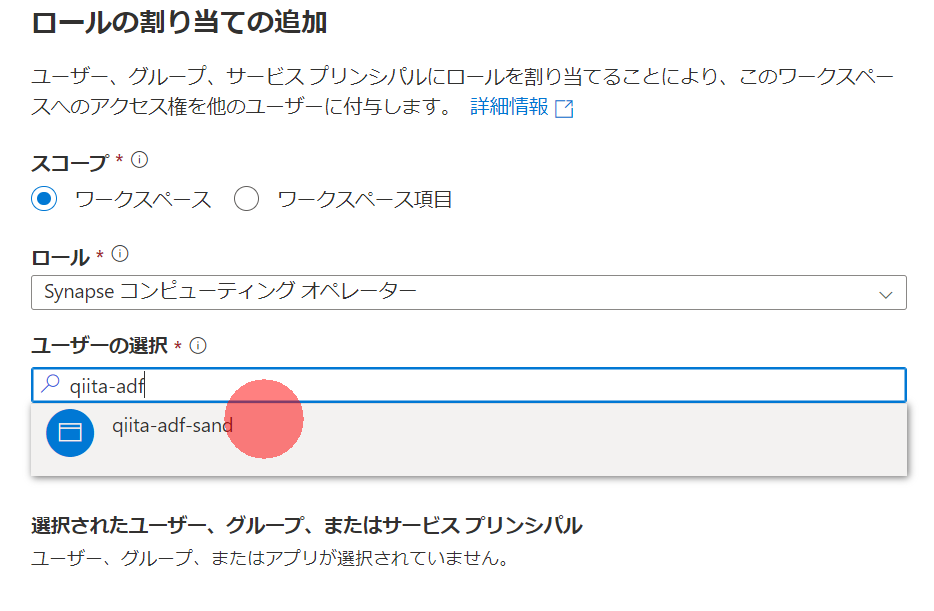 ロールの割り当ての追加
ユーザー、グループ、サービス プリンシパルにロールを割り当てることにより、このワークスペー
スへのアクセス権を他のユーザーに付与します。 詳細情報
スコープ *
ワークスペース ワークスペース項目
ロール *
Synapse コンピューティング オペレーター
ユーザーの選択 *
qiita-adf
qiita-adf-sand
選択されたユーザー、グループ、またはサービス プリンシパル
ユーザー、グループ、またはアプリが選択されていません。